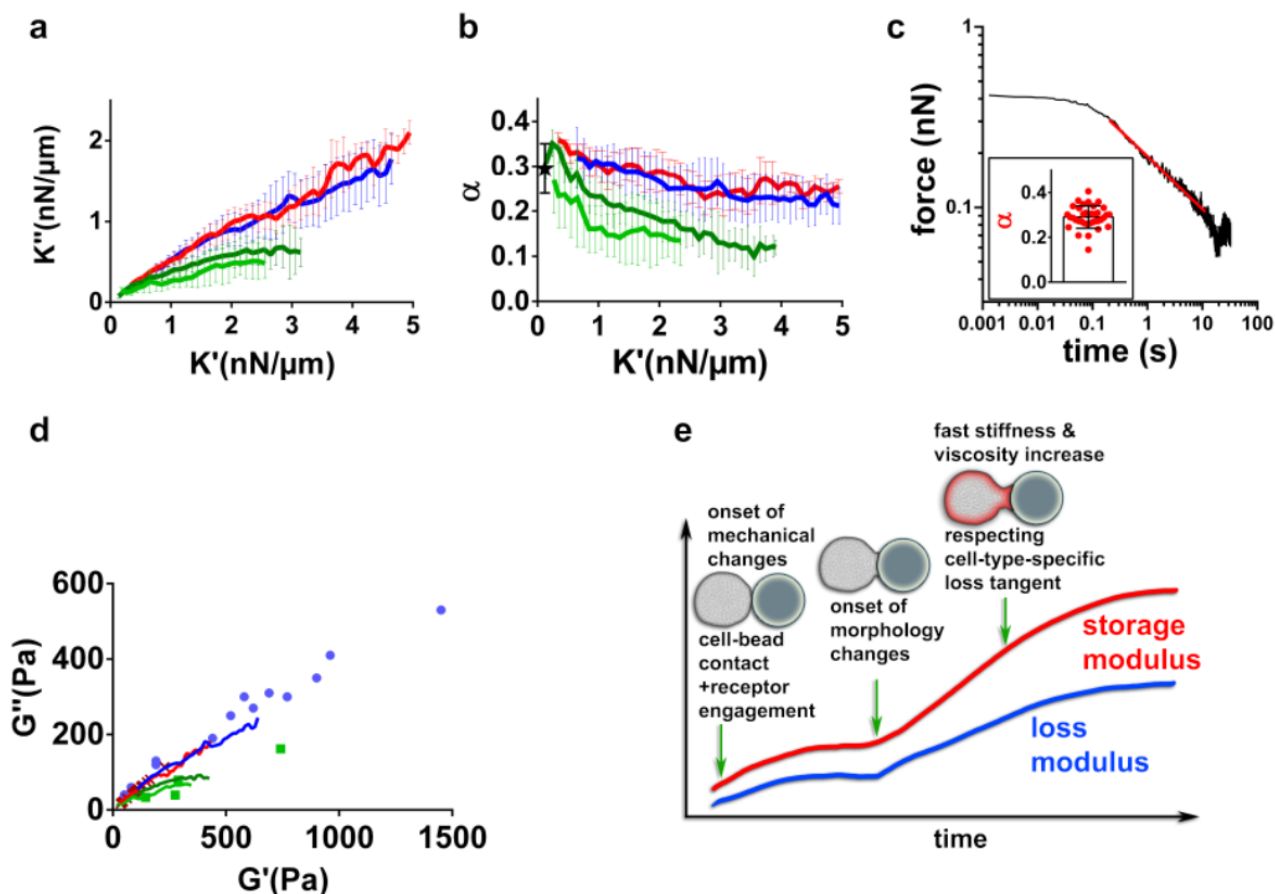 a
K''(nN/µm)
2
1
0
1
2
3
4
5
K'(nN/µm)
b
α
0.4
0.3
0.2
0.1
0.0
0
1
2
3
4
5
K'(nN/µm)
c
force (nN)
1
0.1
α
0.4
0.2
0.0
0.001
0.01
0.1
1
10
100
time (s)
d
G''(Pa)
600
400
200
0
0
500
1000
1500
G'(Pa)
e
fast stiffness &
viscosity increase
onset of
mechanical
changes
respecting
cell-type-specific
loss tangent
onset of
morphology
changes
cell-bead
contact
+receptor
engagement
storage
modulus
loss
modulus
time